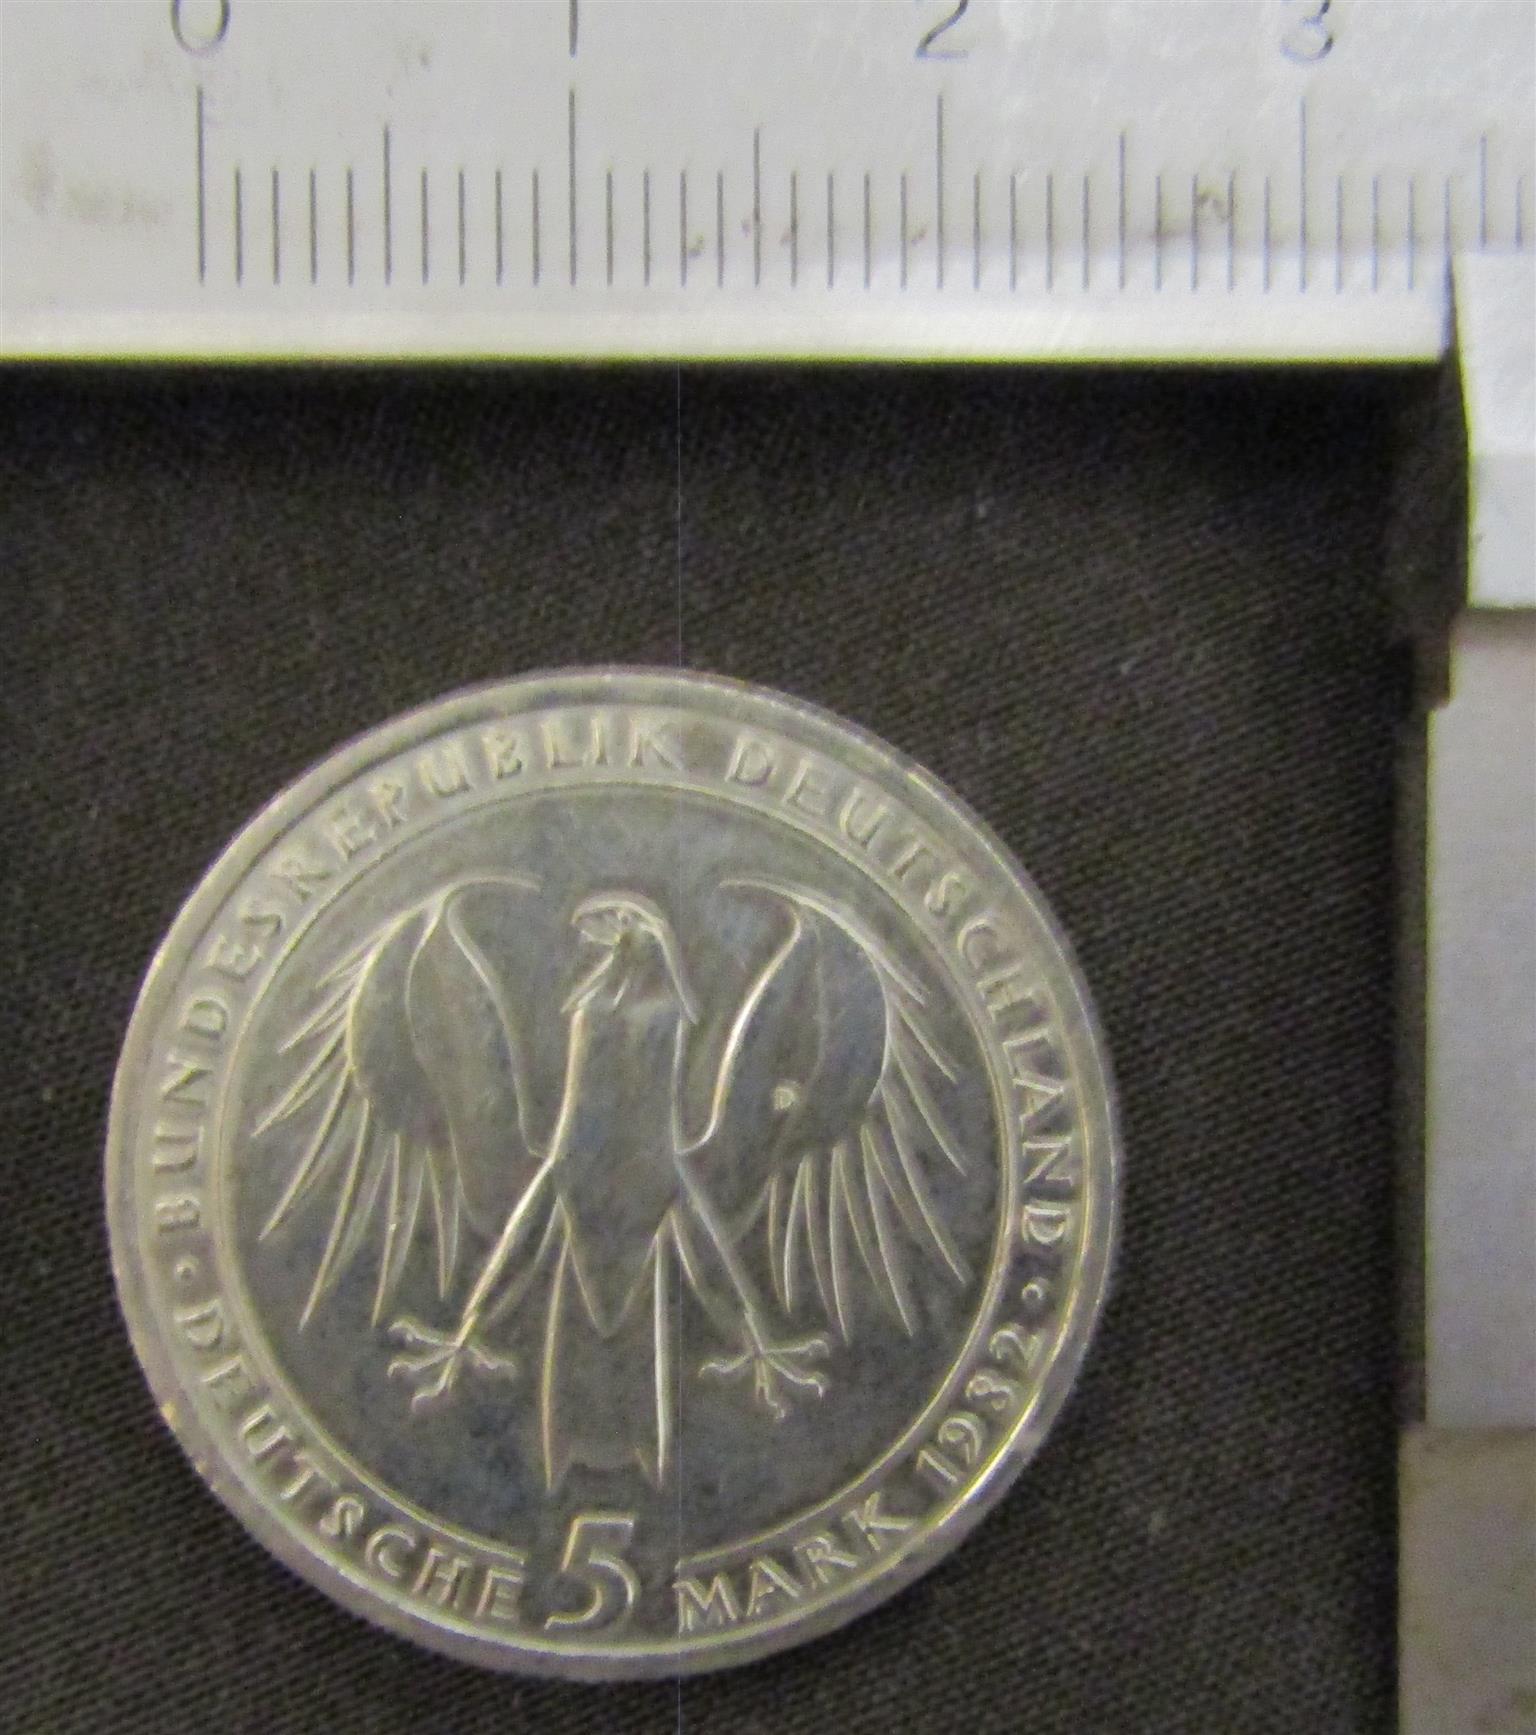 0 1 2 3
· BUNDESREPUBLIK DEUTSCHLAND ·
D
DEUTSCHE 5 MARK 1982